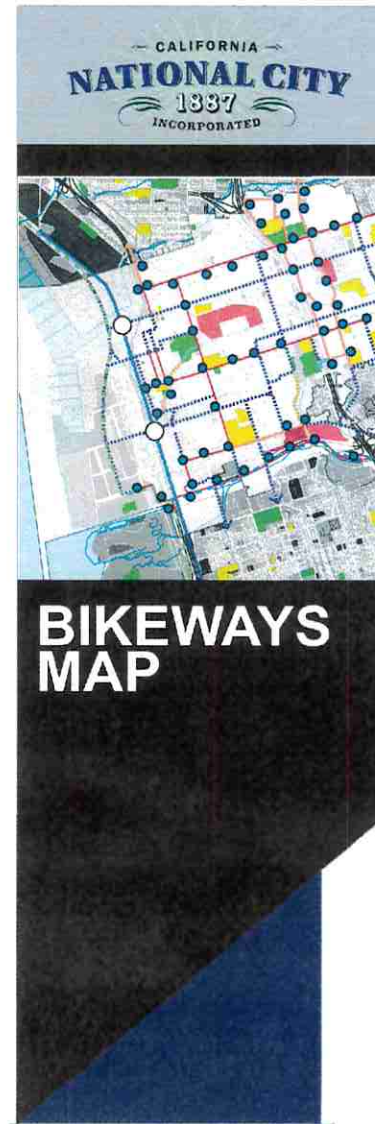 CALIFORNIA
NATIONAL CITY
1887
INCORPORATED
BIKEWAYS
MAP